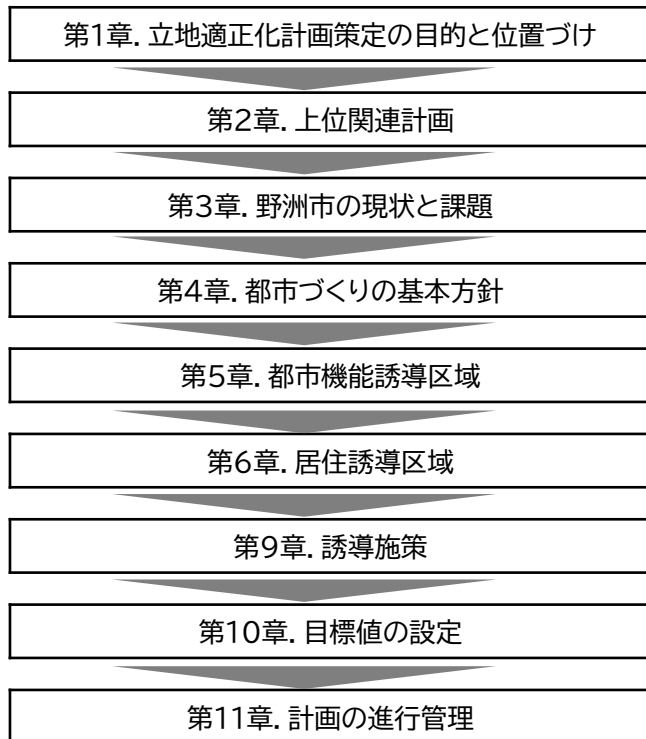 第1章. 立地適正化計画策定の目的と位置づけ
第2章. 上位関連計画
第3章. 野洲市の現状と課題
第4章. 都市づくりの基本方針
第5章. 都市機能誘導区域
第6章. 居住誘導区域
第9章. 誘導施策
第10章. 目標値の設定
第11章. 計画の進行管理